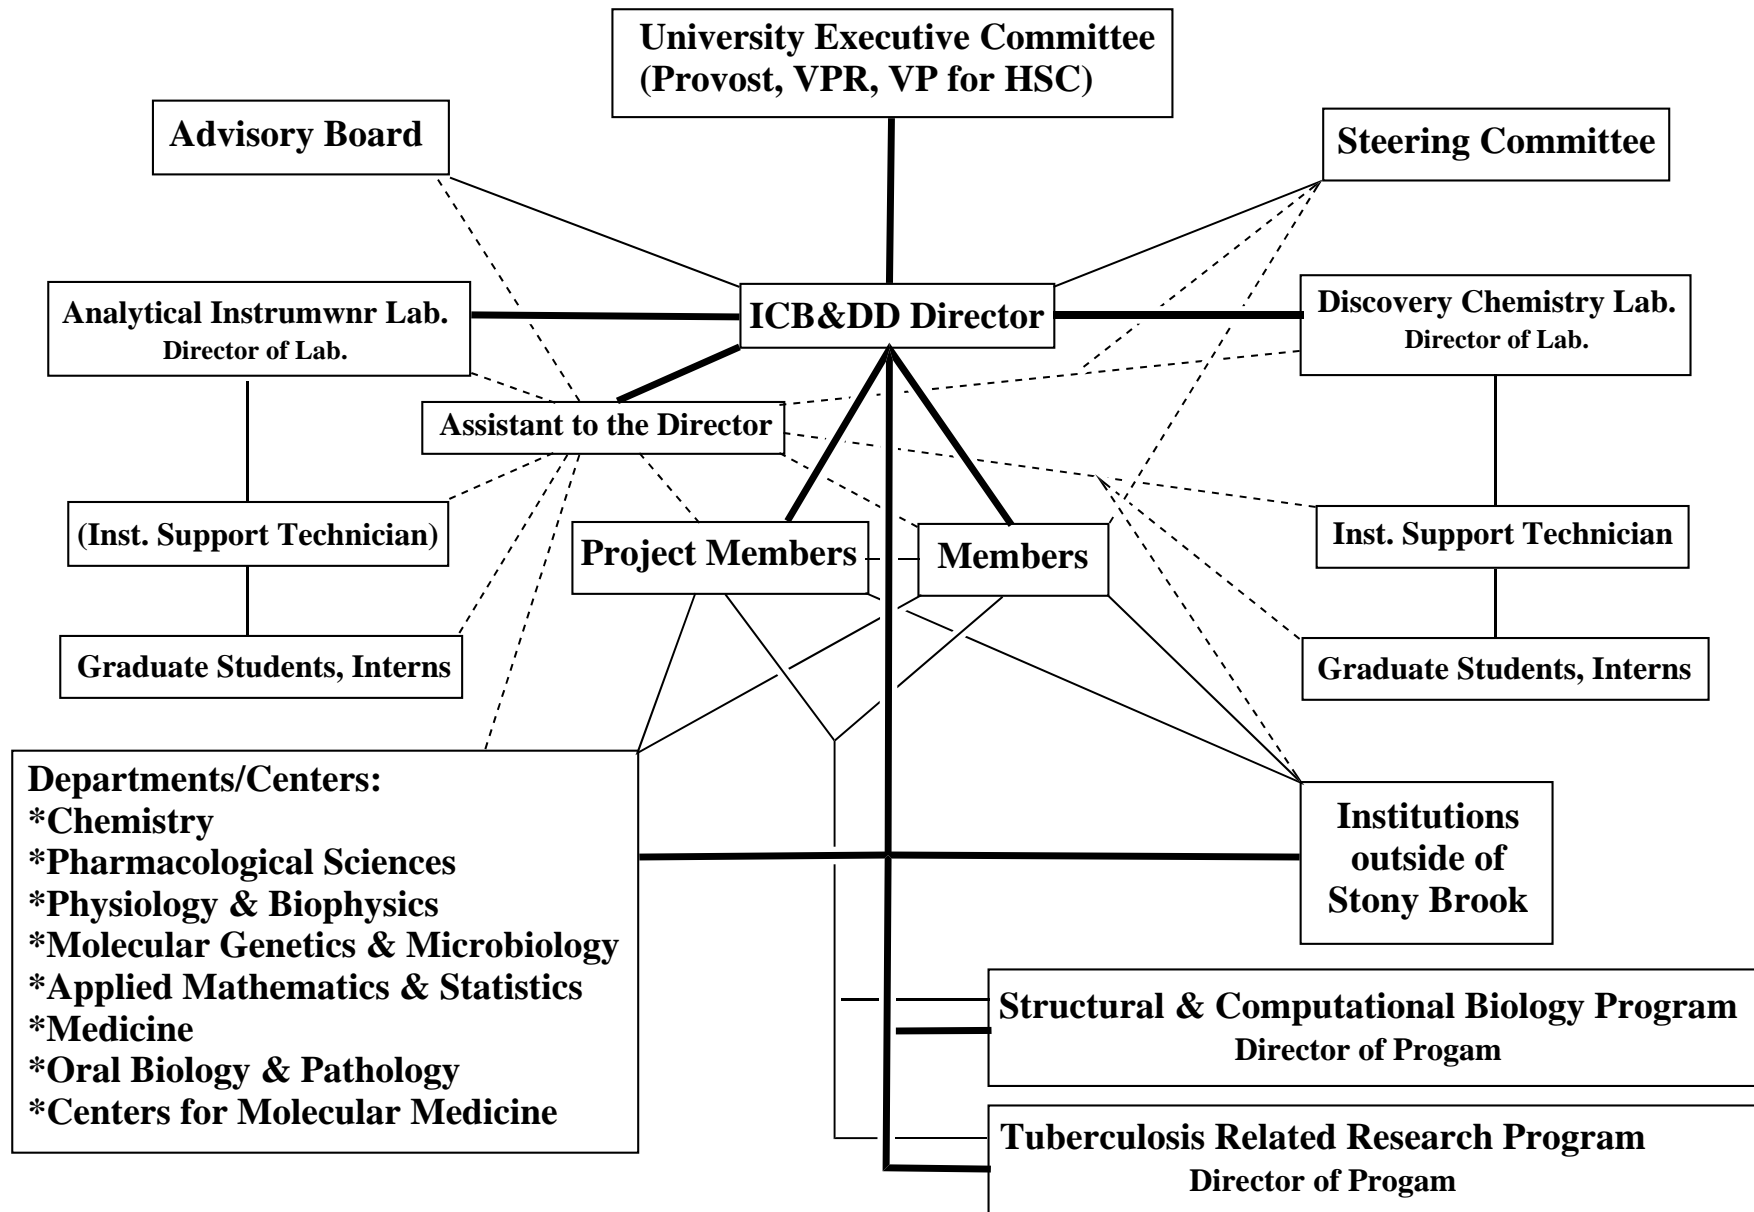 University Executive Committee
(Provost, VPR, VP for HSC)
Advisory Board
Steering Committee
Analytical Instrumwnr Lab.
Director of Lab.
ICB&DD Director
Discovery Chemistry Lab.
Director of Lab.
Assistant to the Director
(Inst. Support Technician)
Project Members
Members
Inst. Support Technician
Graduate Students, Interns
Graduate Students, Interns
Departments/Centers:
*Chemistry
*Pharmacological Sciences
*Physiology & Biophysics
*Molecular Genetics & Microbiology
*Applied Mathematics & Statistics
*Medicine
*Oral Biology & Pathology
*Centers for Molecular Medicine
Institutions
outside of
Stony Brook
Structural & Computational Biology Program
Director of Progam
Tuberculosis Related Research Program
Director of Progam